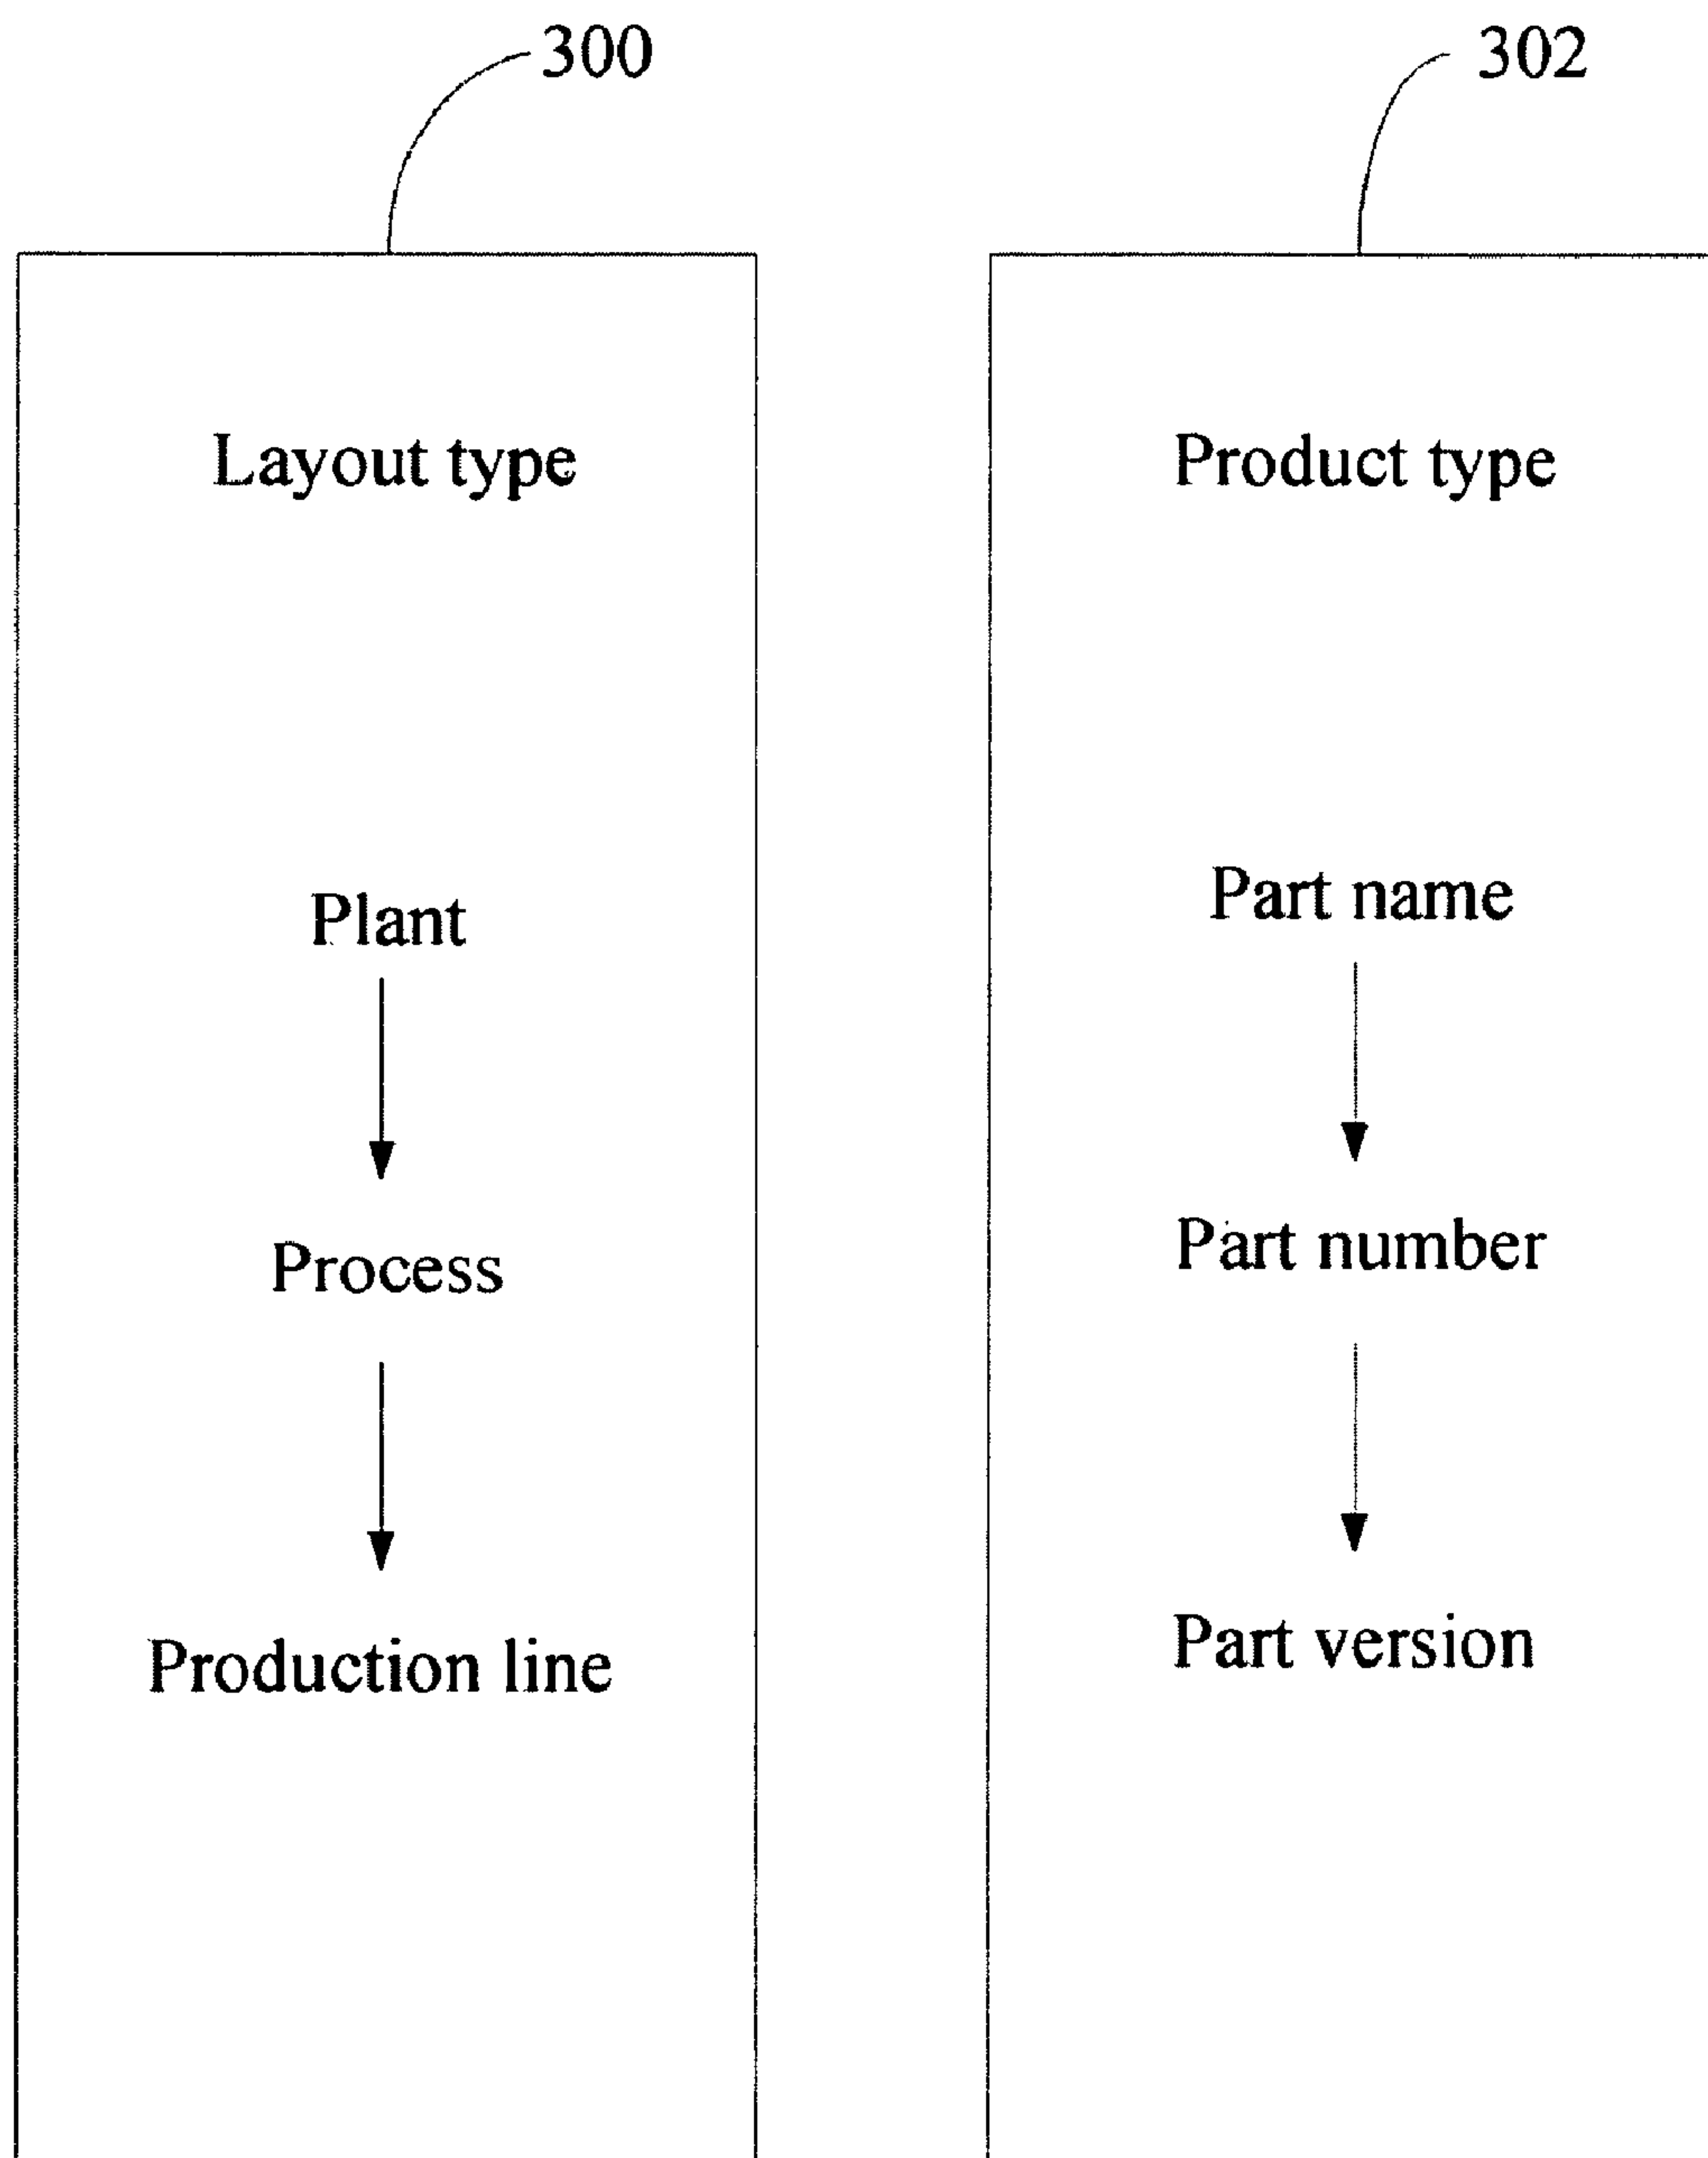 300
Layout type
Plant
Process
Production line
302
Product type
Part name
Part number
Part version